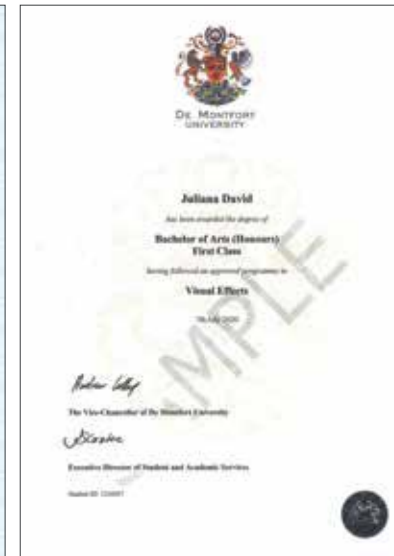 DE MONTFORT
UNIVERSITY
Juliana David
has been awarded the degree of
Bachelor of Arts (Honours)
First Class
having followed an approved programme in
Visual Effects
July 2020
SAMPLE
The Vice-Chancellor of De Montfort University
Executive Director of Student and Academic Services